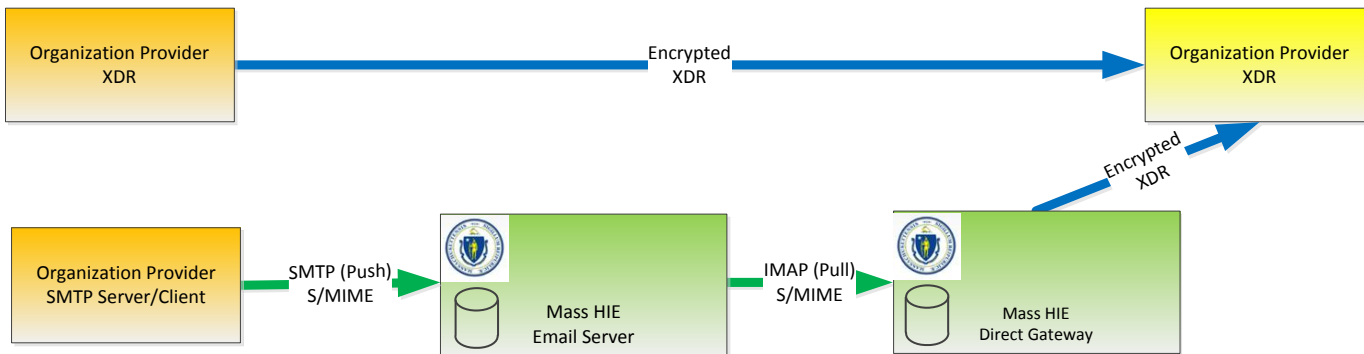 Organization Provider
XDR
Encrypted
XDR
Organization Provider
XDR
Encrypted
XDR
Organization Provider
SMTP Server/Client
SMTP (Push)
S/MIME
Mass HIE
Email Server
IMAP (Pull)
S/MIME
Mass HIE
Direct Gateway